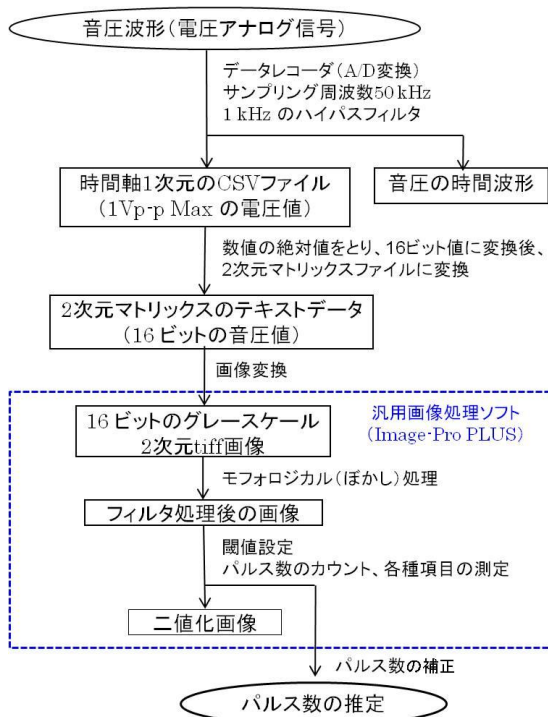 音圧波形(電圧アナログ信号)
データレコーダ(A/D変換)
サンプリング周波数50 kHz
1 kHz のハイパスフィルタ
時間軸1次元のCSVファイル
(1Vp-p Max の電圧値)
音圧の時間波形
数値の絶対値をとり、16ビット値に変換後、
2次元マトリックスファイルに変換
2次元マトリックスのテキストデータ
(16 ビットの音圧値)
画像変換
汎用画像処理ソフト
(Image-Pro PLUS)
16 ビットのグレースケール
2次元tiff画像
モフォロジカル(ぼかし)処理
フィルタ処理後の画像
閾値設定
パルス数のカウント、各種項目の測定
二値化画像
パルス数の補正
パルス数の推定